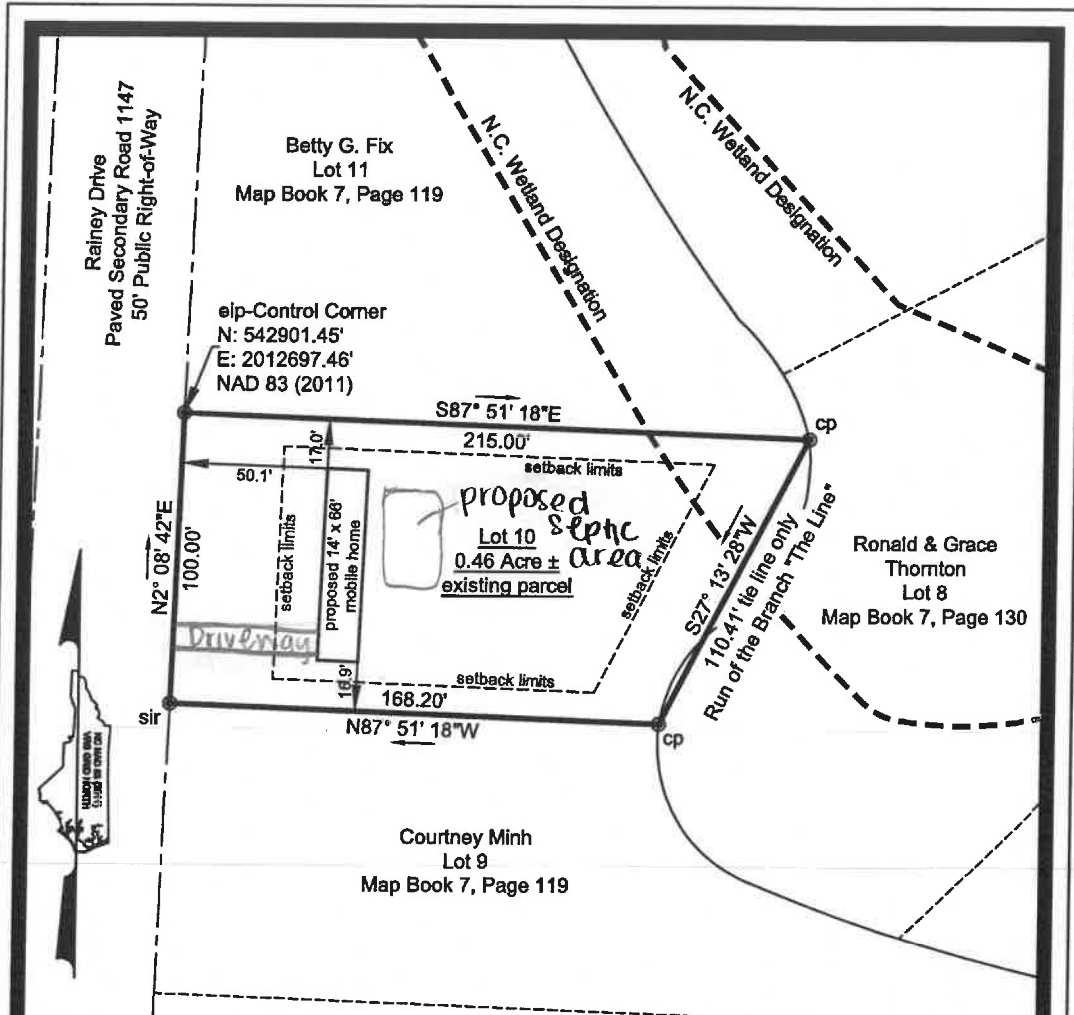 Rainey Drive
Paved Secondary Road 1147
50' Public Right-of-Way
Betty G. Fix
Lot 11
Map Book 7, Page 119
N.C. Wetland Designation
N.C. Wetland Designation
eip-Control Corner
N: 542901.45'
E: 2012697.46'
NAD 83 (2011)
S87° 51' 18"E
215.00'
cp
setback limits
17.0'
50.1'
N2° 08' 42"E
100.00'
setback limits
proposed 14' x 66'
mobile home
proposed
septic
area
Lot 10
0.46 Acre ±
existing parcel
setback limits
S27° 13' 28"W
110.41' tie line only
Run of the Branch "The Line"
Ronald & Grace
Thornton
Lot 8
Map Book 7, Page 130
Driveway
16.9'
setback limits
168.20'
N87° 51' 18"W
sir
cp
Courtney Minh
Lot 9
Map Book 7, Page 119